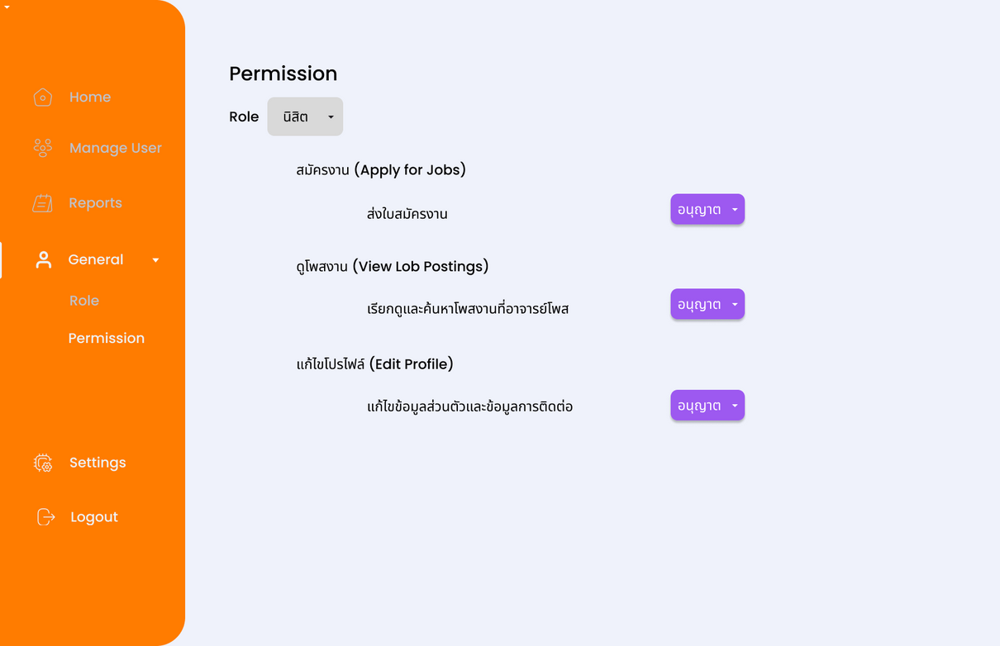 Home
Manage User
Reports
General
Role
Permission
Settings
Logout
Permission
Role นิสิต
สมัครงาน (Apply for Jobs)
ส่งใบสมัครงาน อนุญาต
ดูโพสงาน (View Lob Postings)
เรียกดูและค้นหาโพสงานที่อาจารย์โพส อนุญาต
แก้ไขโปรไฟล์ (Edit Profile)
แก้ไขข้อมูลส่วนตัวและข้อมูลการติดต่อ อนุญาต